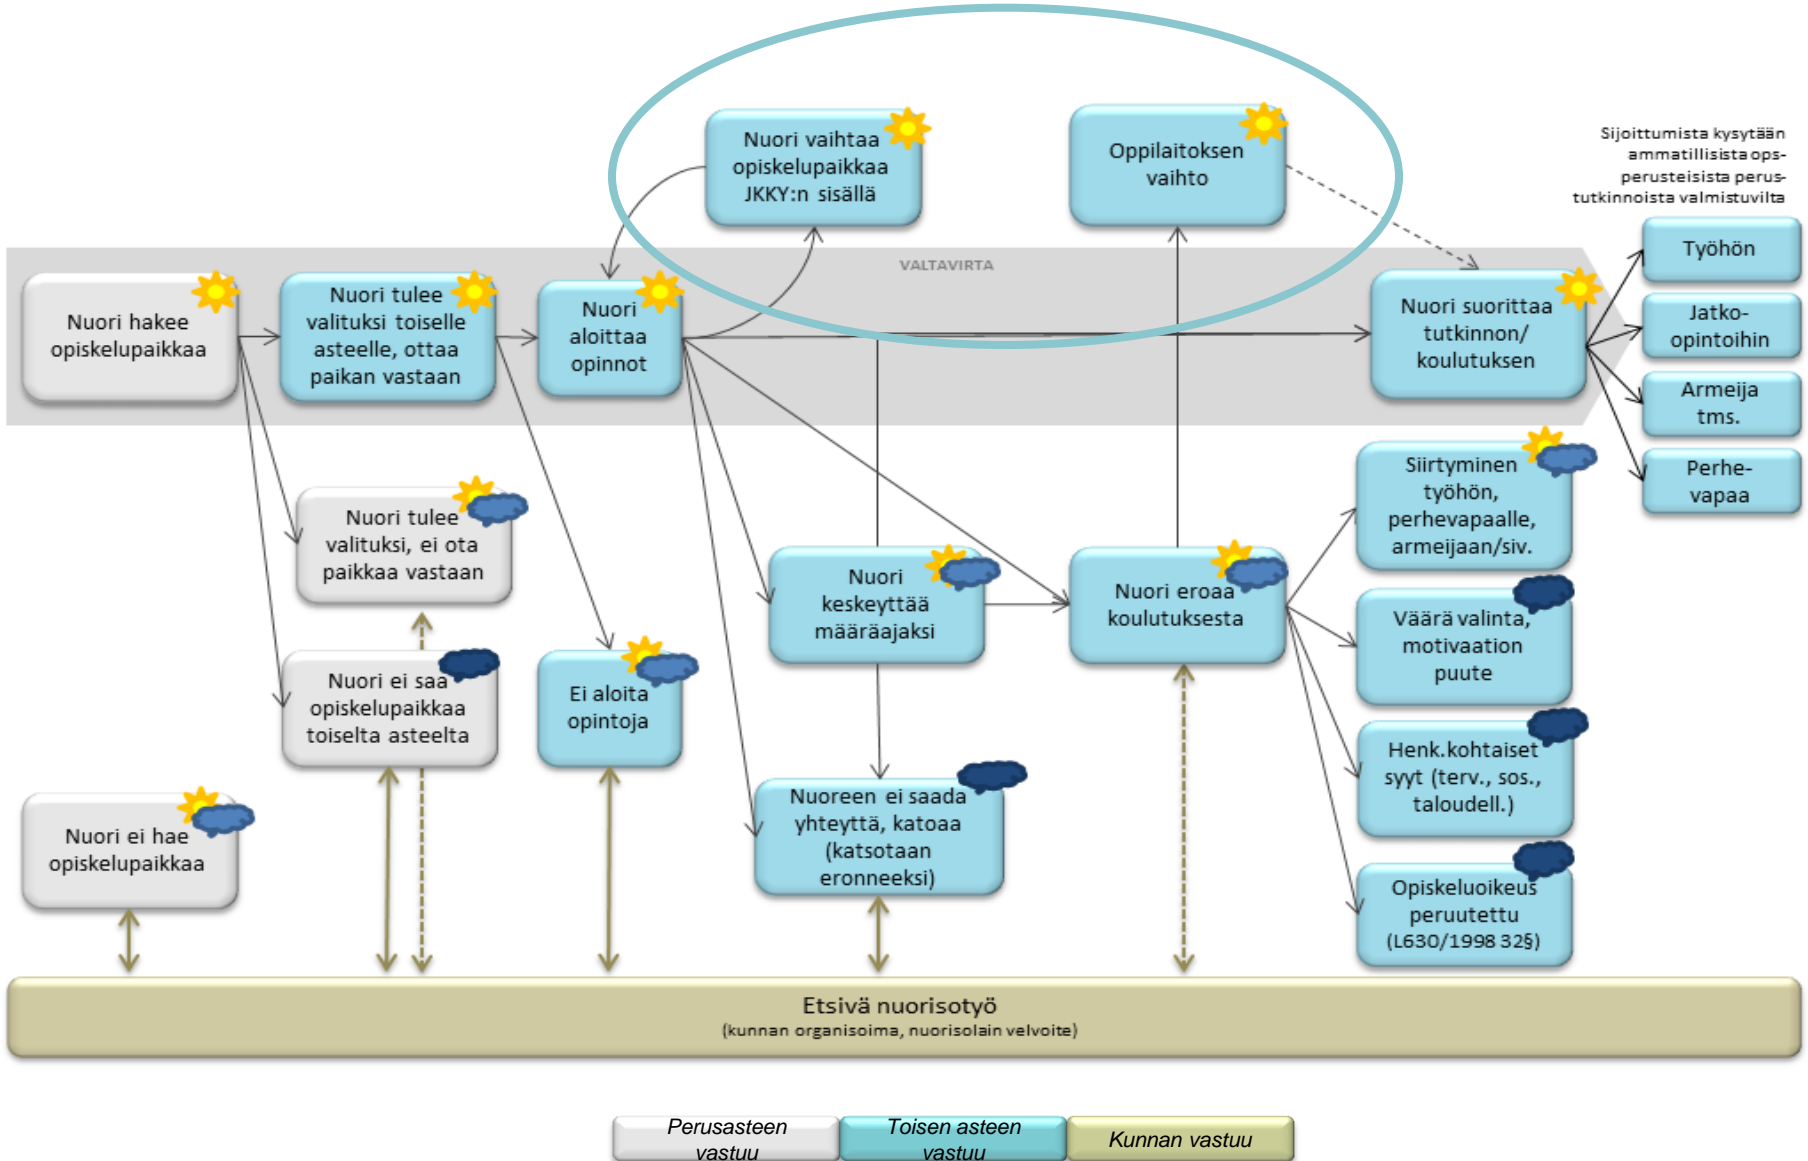 Nuori vaihtaa
opiskelupaikkaa
JKKY:n sisällä
Oppilaitoksen
vaihto
Sijoittumista kysytään
ammatillisista ops-
perusteisista perus-
tutkinnoista valmistuvilta
VALTAVIRTA
Nuori hakee
opiskelupaikkaa
Nuori tulee
valituksi toiselle
asteelle, ottaa
paikan vastaan
Nuori
aloittaa
opinnot
Nuori suorittaa
tutkinnon/
koulutuksen
Työhön
Jatko-
opintoihin
Armeija
tms.
Perhe-
vapaa
Nuori tulee
valituksi, ei ota
paikkaa vastaan
Nuori ei saa
opiskelupaikkaa
toiselta asteelta
Nuori ei hae
opiskelupaikkaa
Ei aloita
opintoja
Nuori
keskeyttää
määräajaksi
Nuoreen ei saada
yhteyttä, katoaa
(katsotaan
eronneeksi)
Nuori eroaa
koulutuksesta
Siirtyminen
työhön,
perhevapaalle,
armeijaan/siv.
Väärä valinta,
motivaation
puute
Henk.kohtaiset
syyt (terv., sos.,
taloudell.)
Opiskeluoikeus
peruutettu
(L630/1998 32§)
Etsivä nuorisotyö
(kunnan organisoima, nuorisolain velvoite)
Perusasteen
vastuu
Toisen asteen
vastuu
Kunnan vastuu